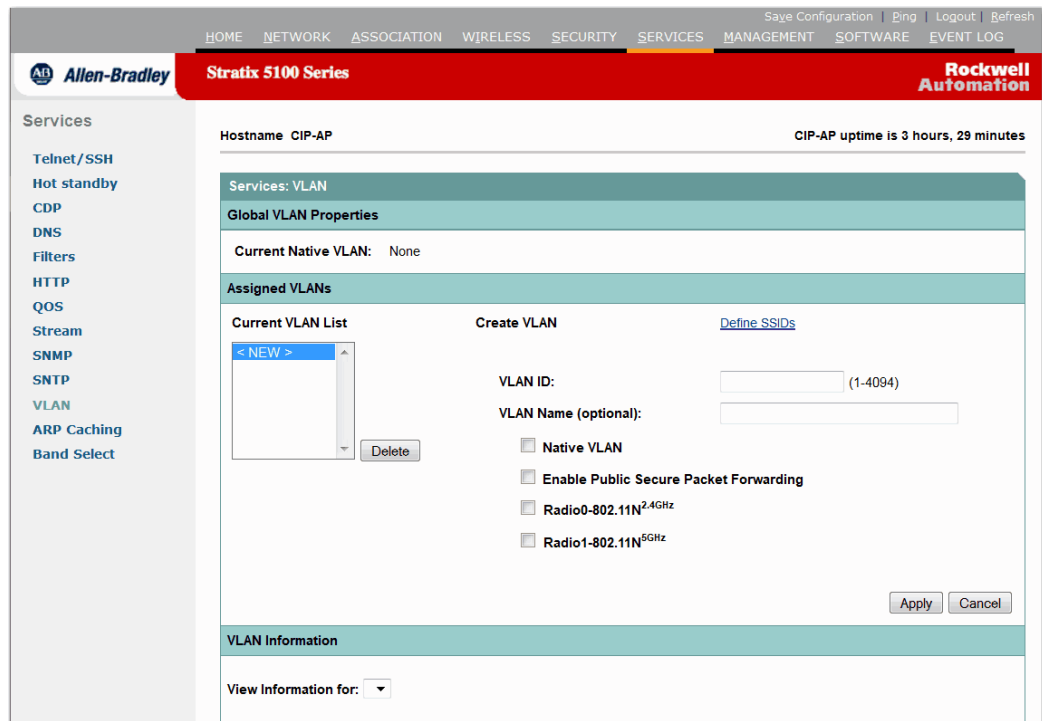 Save Configuration | Ping | Logout | Refresh
HOME NETWORK ASSOCIATION WIRELESS SECURITY SERVICES MANAGEMENT SOFTWARE EVENT LOG
AB Allen-Bradley Stratix 5100 Series Rockwell
Automation
Services
Hostname CIP-AP CIP-AP uptime is 3 hours, 29 minutes
Telnet/SSH
Hot standby
CDP
DNS
Filters
HTTP
QOS
Stream
SNMP
SNTP
VLAN
ARP Caching
Band Select
Services: VLAN
Global VLAN Properties
Current Native VLAN: None
Assigned VLANs
Current VLAN List
< NEW >
Delete
Create VLAN Define SSIDs
VLAN ID: (1-4094)
VLAN Name (optional):
Native VLAN
Enable Public Secure Packet Forwarding
Radio0-802.11N2.4GHz
Radio1-802.11N5GHz
Apply Cancel
VLAN Information
View Information for: